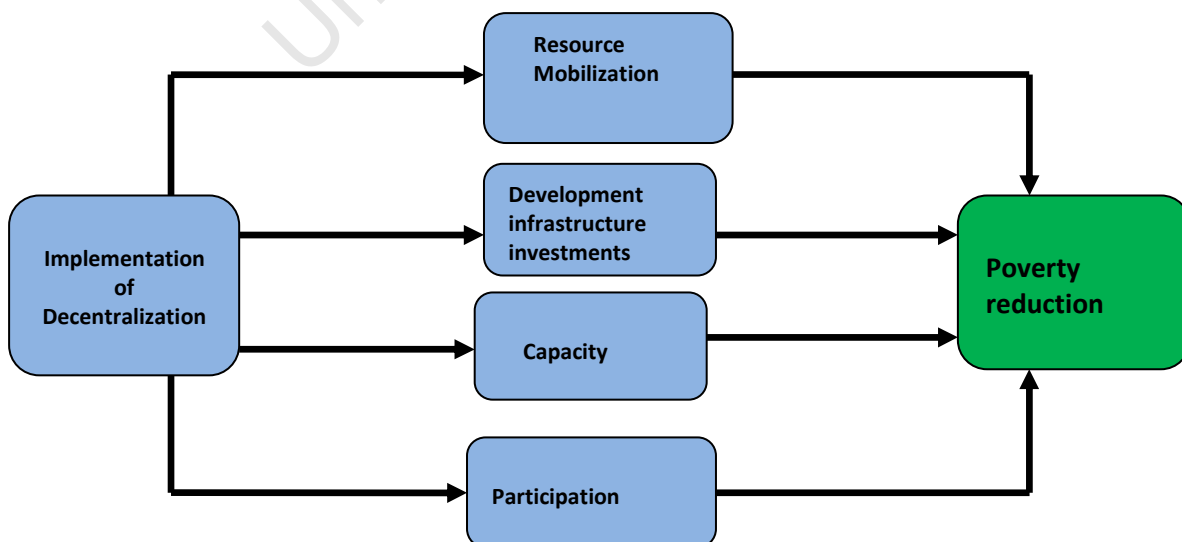 Resource
Mobilization
Development
infrastructure
investments
Implementation
of
Decentralization
Poverty
reduction
Capacity
Participation